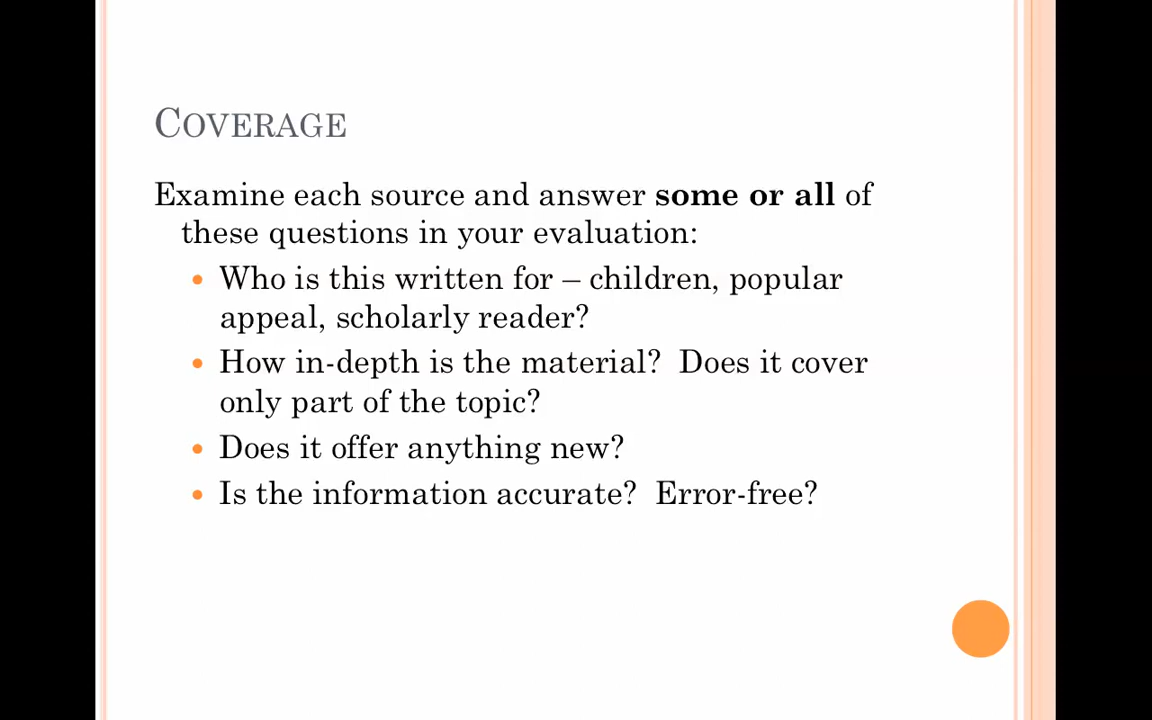 COVERAGE
Examine each source and answer some or all of
these questions in your evaluation:
• Who is this written for – children, popular
appeal, scholarly reader?
• How in-depth is the material?  Does it cover
only part of the topic?
• Does it offer anything new?
• Is the information accurate?  Error-free?